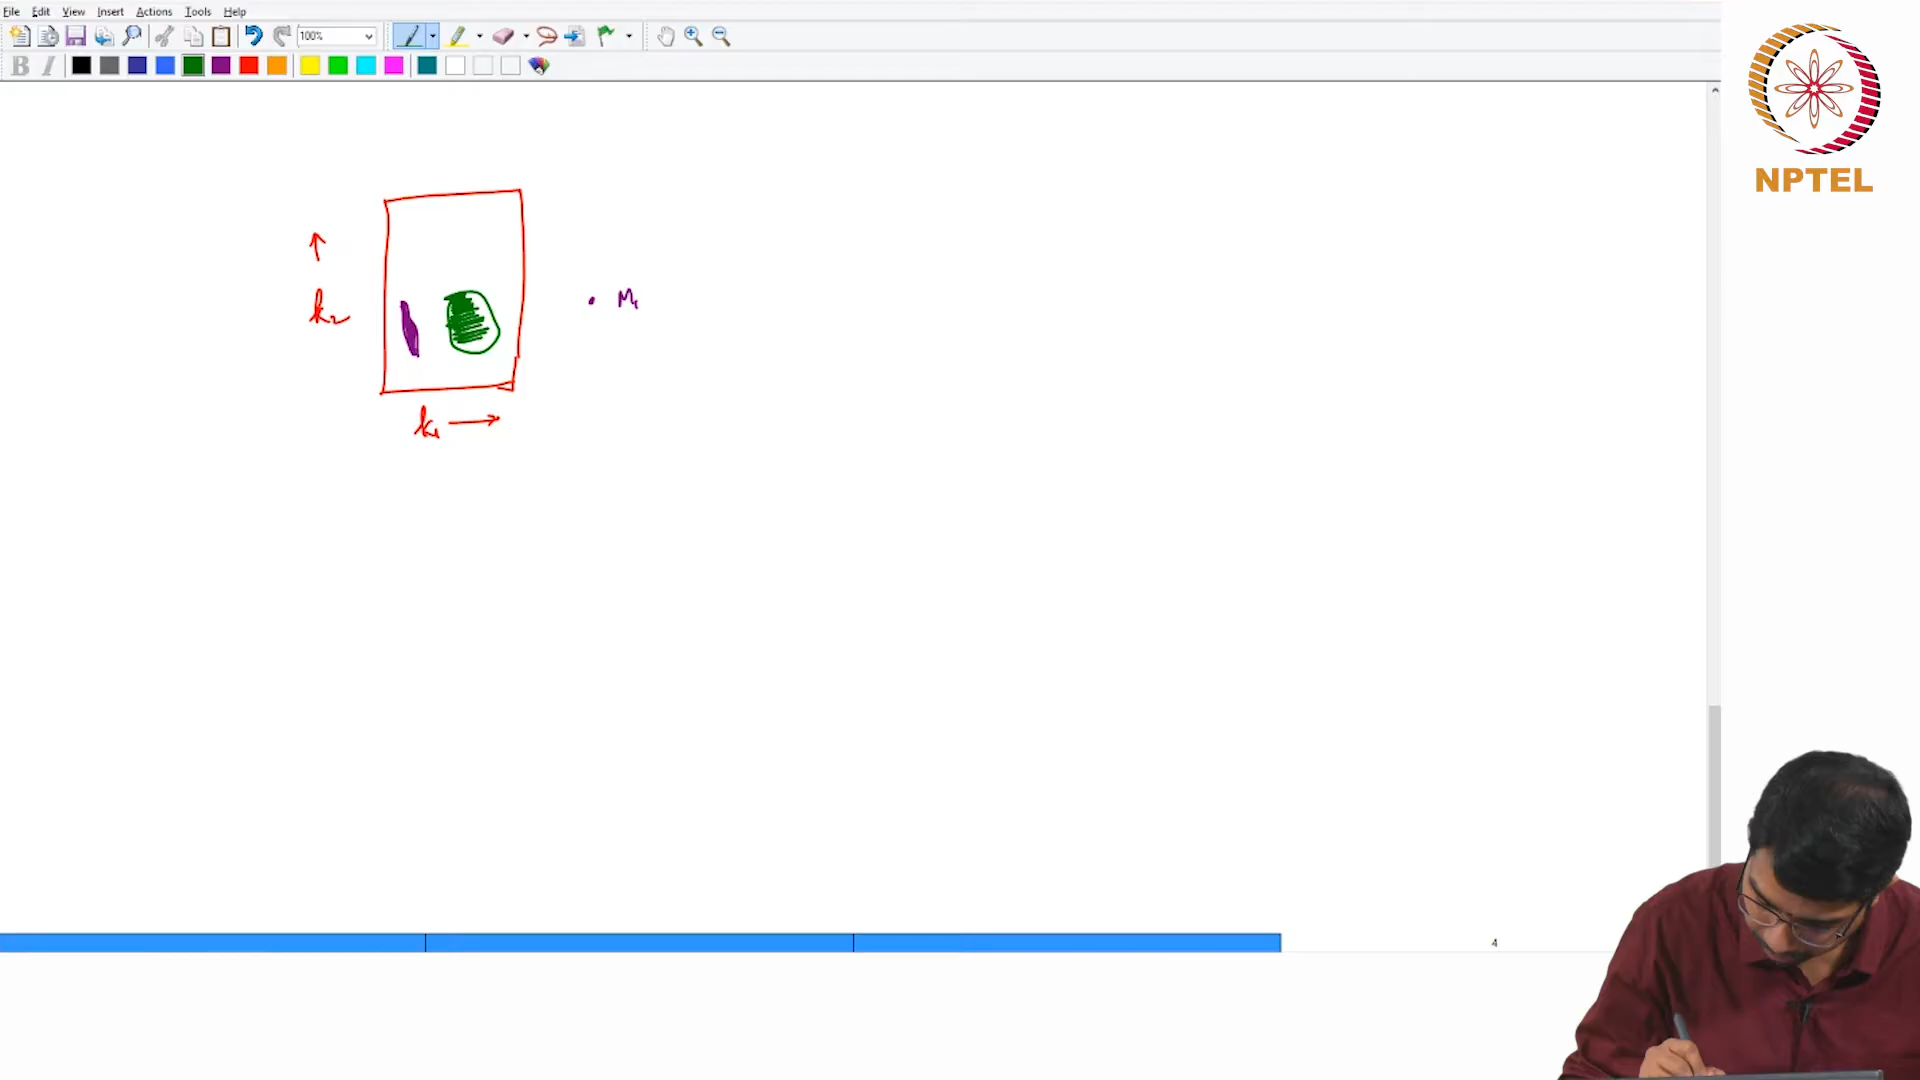 File Edit View Insert Actions Tools Help
100%
B I
NPTEL
↑
k₂
M₁
k₁ →
4